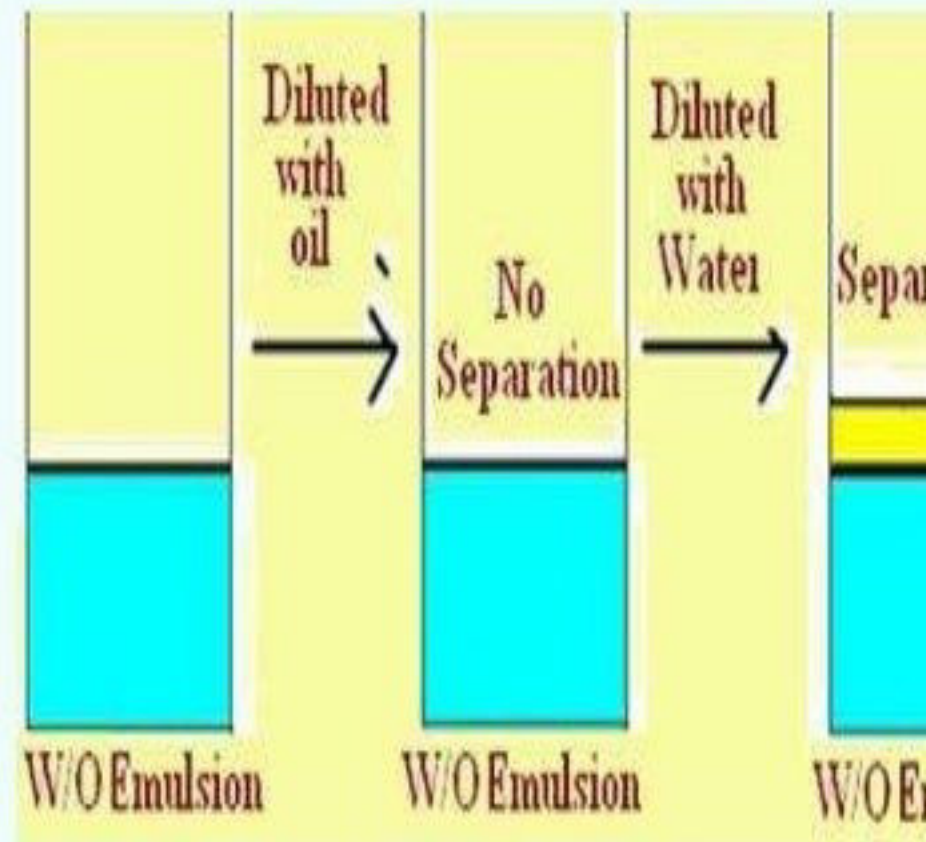 Diluted
with
oil
No
Separation
Diluted
with
Water
Separ
W/O Emulsion
W/O Emulsion
W/O E